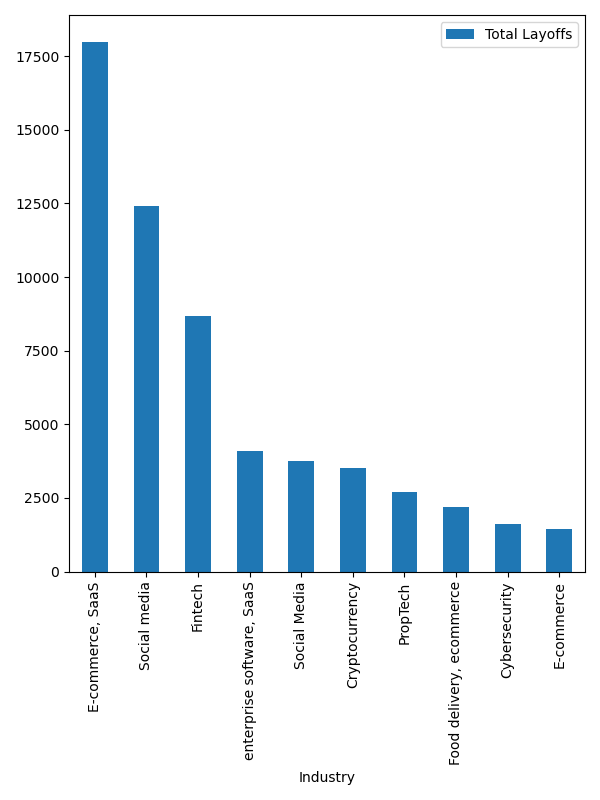 Total Layoffs
17500
15000
12500
10000
7500
5000
2500
0
E-commerce, SaaS
Social media
Fintech
enterprise software, SaaS
Social Media
Cryptocurrency
PropTech
Food delivery, ecommerce
Cybersecurity
E-commerce
Industry